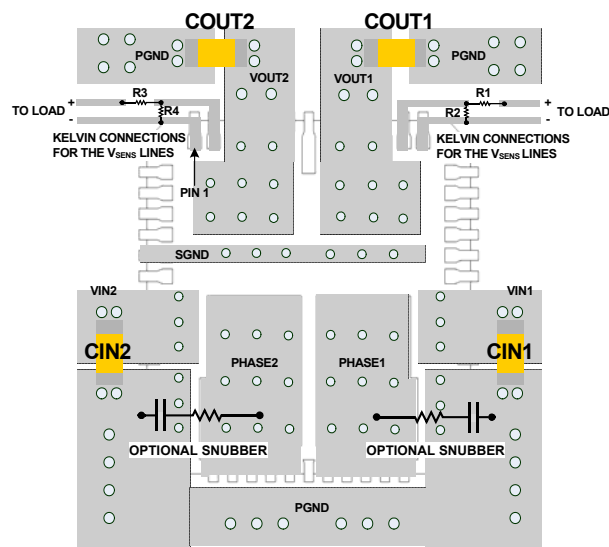 COUT2
COUT1
PGND
PGND
VOUT2
VOUT1
R3
R1
TO LOAD
+
-
R4
R2
+
-
TO LOAD
KELVIN CONNECTIONS
FOR THE VSENS LINES
KELVIN CONNECTIONS
FOR THE VSENS LINES
PIN 1
SGND
VIN2
VIN1
CIN2
CIN1
PHASE2
PHASE1
OPTIONAL SNUBBER
OPTIONAL SNUBBER
PGND